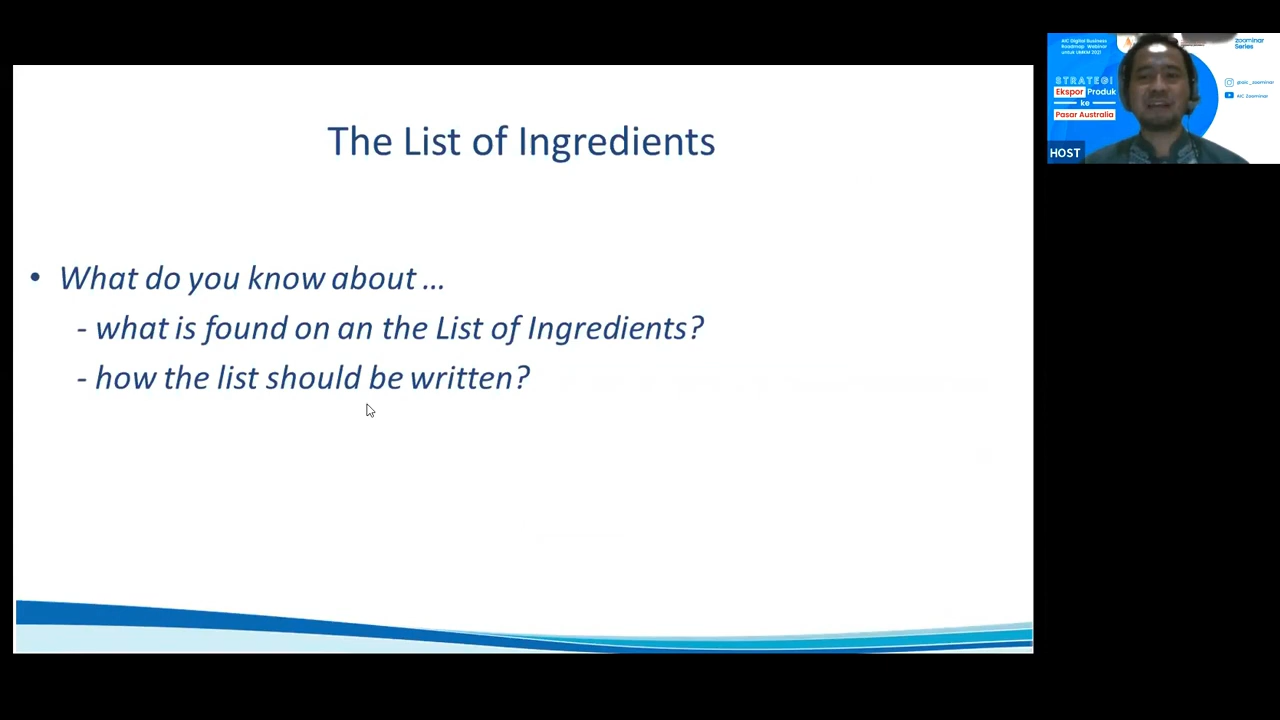 The List of Ingredients
• What do you know about ...
- what is found on an the List of Ingredients?
- how the list should be written?
AIC Digital Business
Roadmap Webinar
untuk UMKM 2021
STRATEGI
Ekspor Produk
ke
Pasar Australia
zoominar
Series
@aic_zoominar
AIC Zoominar
HOST